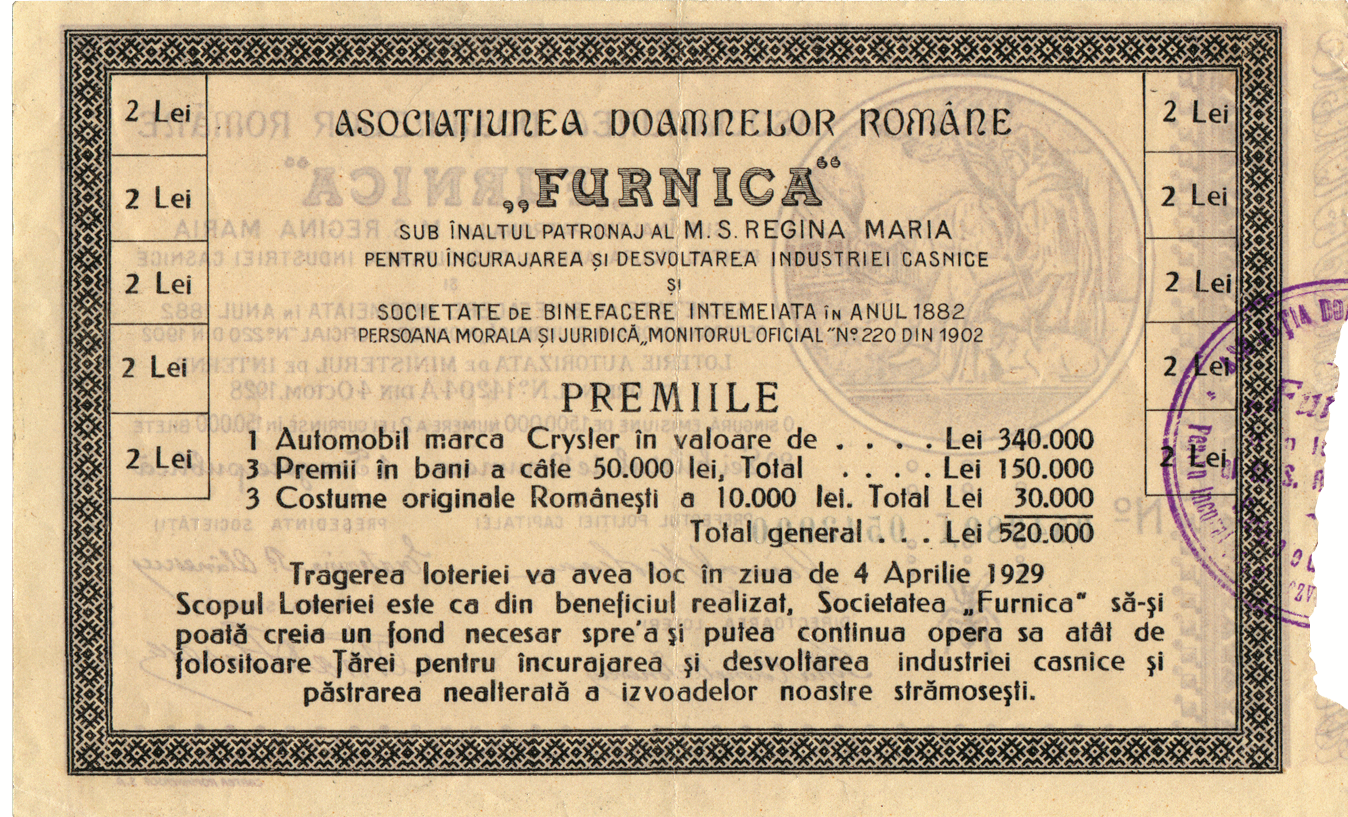 ASOCIAȚIUNEA DOAMNELOR ROMÂNE
„FURNICA“
SUB ÎNALTUL PATRONAJ AL M. S. REGINA MARIA
PENTRU ÎNCURAJAREA ȘI DESVOLTAREA INDUSTRIEI CASNICE
ȘI
SOCIETATE DE BINEFACERE INTEMEIATA ÎN ANUL 1882
PERSOANA MORALA ȘI JURIDICĂ „MONITORUL OFICIAL" Nº 220 DIN 1902
PREMIILE
1 Automobil marca Crysler în valoare de . . . . Lei 340.000
3 Premii în bani a câte 50.000 lei, Total . . . . Lei 150.000
3 Costume originale Românești a 10.000 lei. Total Lei 30.000
Total general . . . Lei 520.000
Tragerea loteriei va avea loc în ziua de 4 Aprilie 1929
Scopul Loteriei este ca din beneficiul realizat, Societatea „Furnica" să-și
poată creia un fond necesar spre'a și putea continua opera sa atât de
folositoare Țărei pentru încurajarea și desvoltarea industriei casnice și
păstrarea nealterată a izvoadelor noastre strămosești.
2 Lei
2 Lei
2 Lei
2 Lei
2 Lei
2 Lei
2 Lei
2 Lei
2 Lei
2 Lei